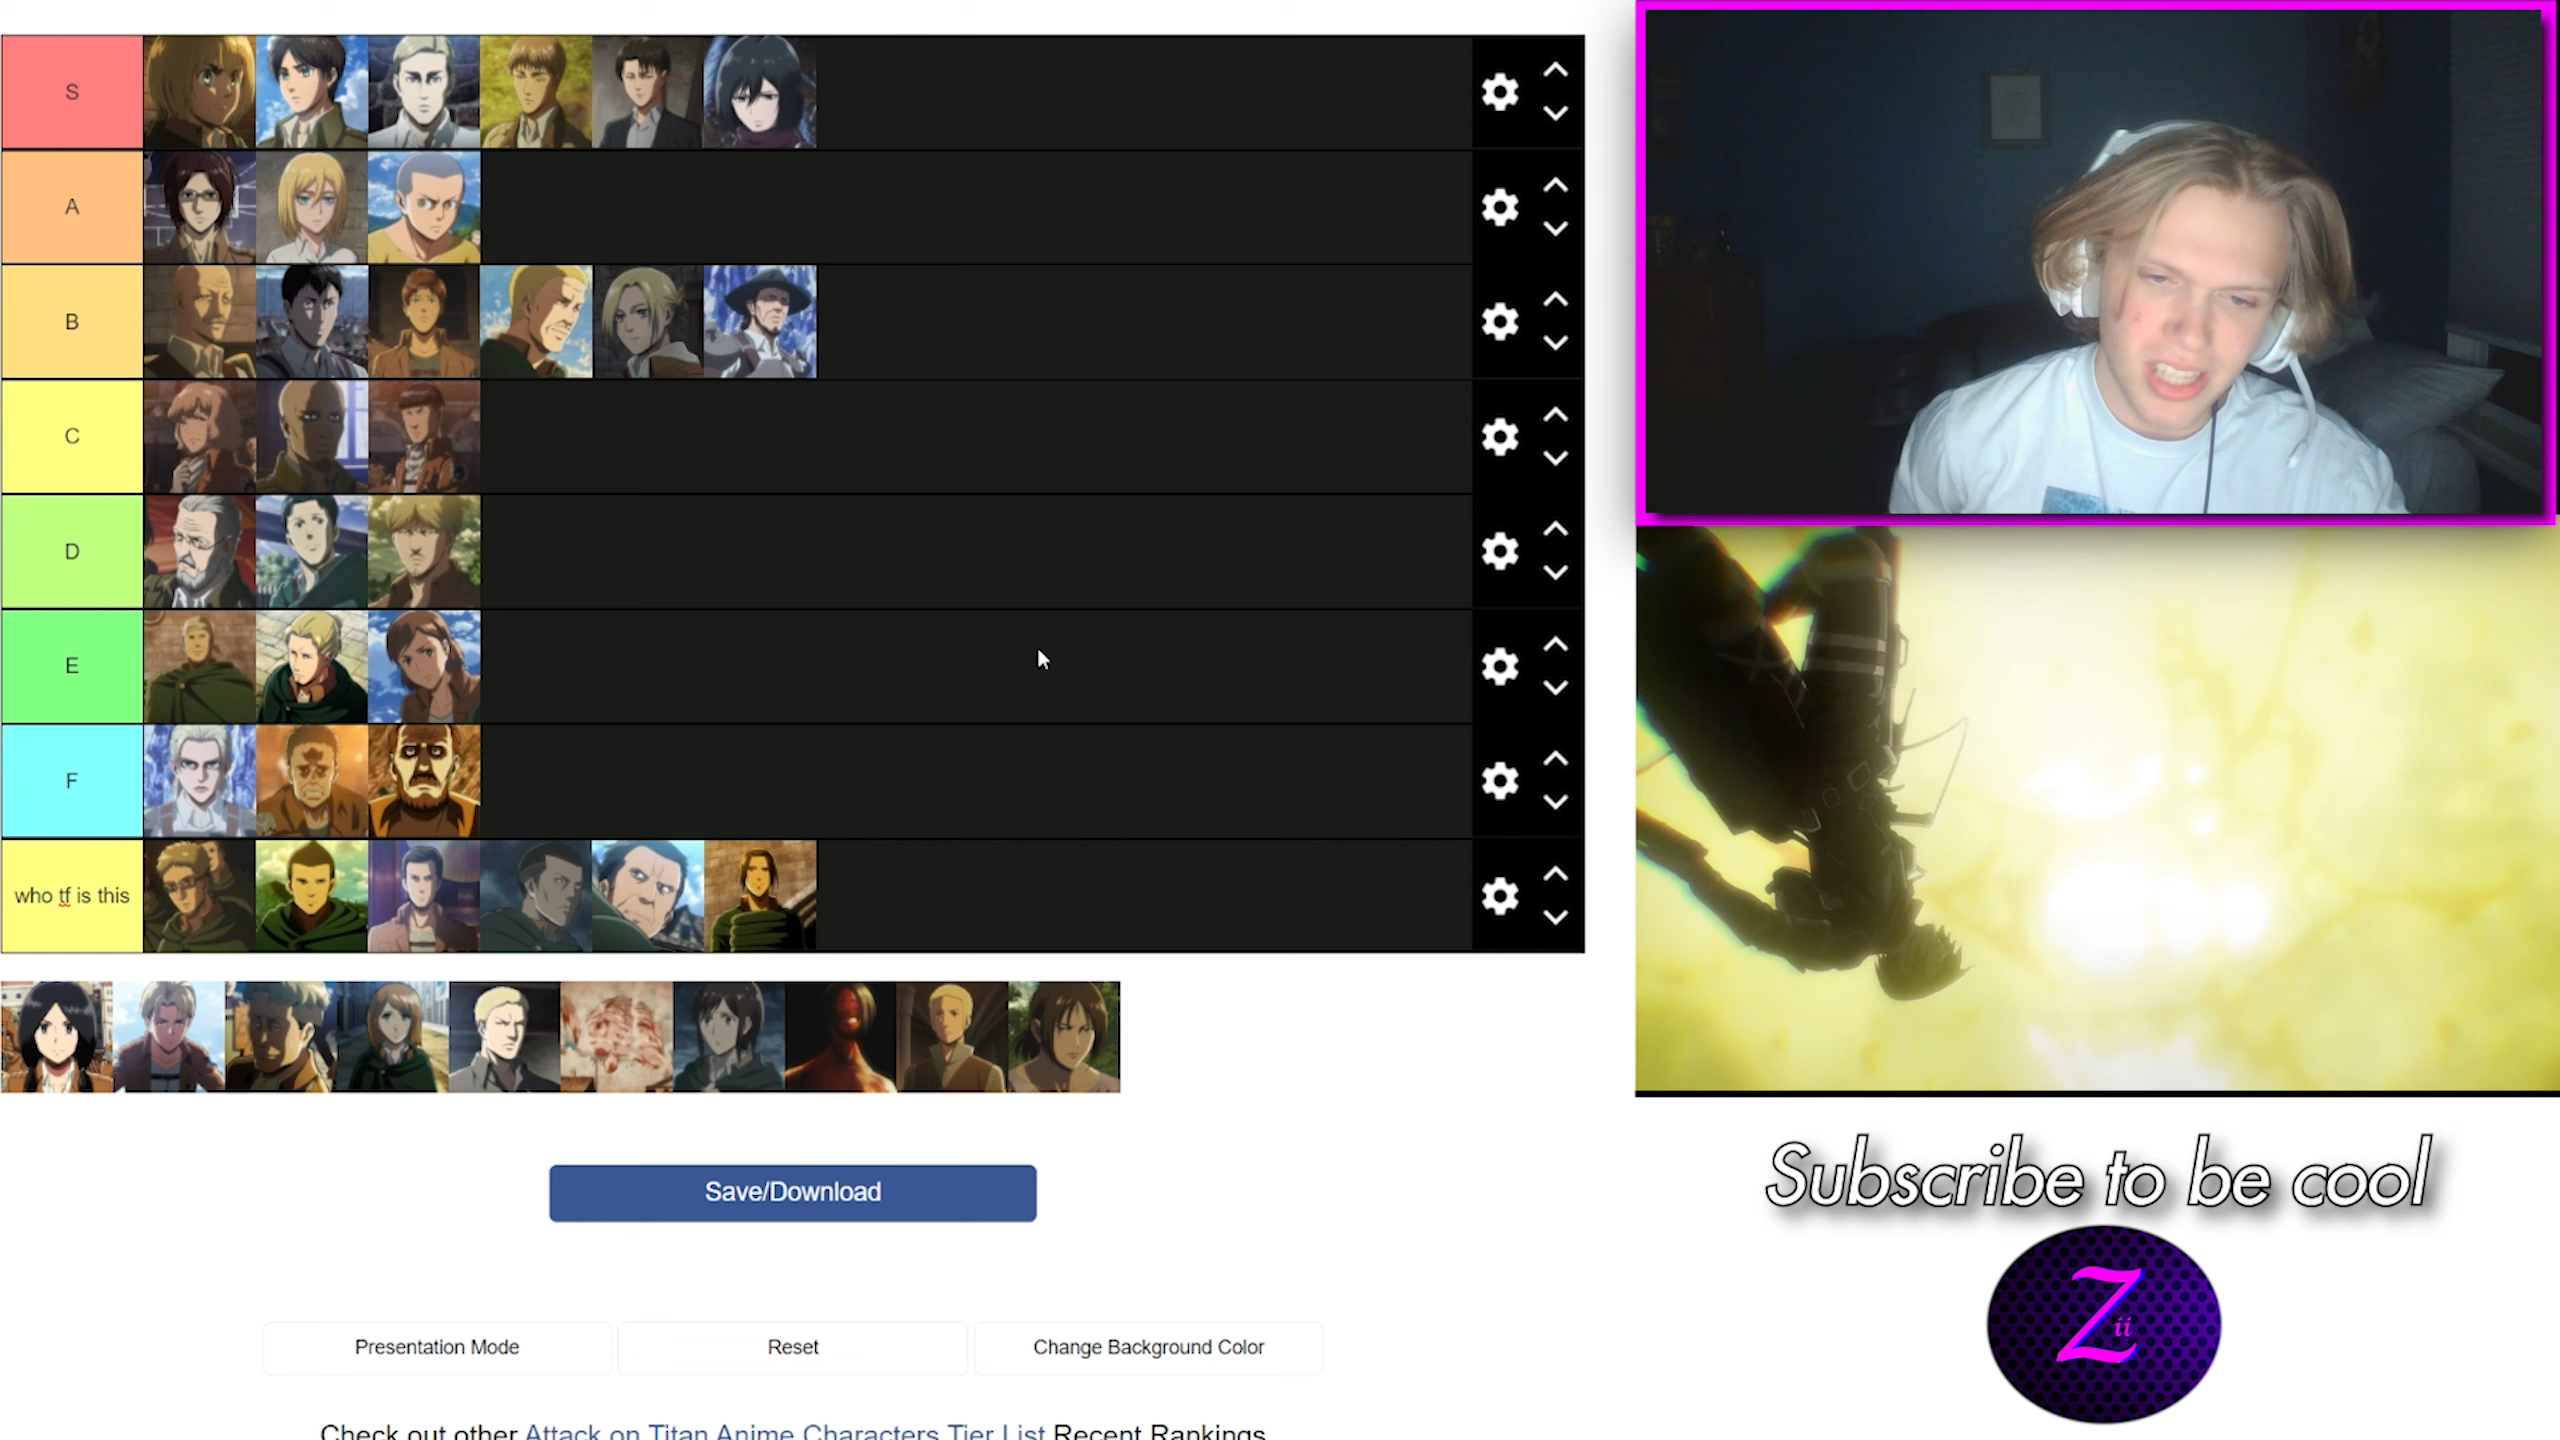 S
A
B
C
D
E
F
who tf is this
Save/Download
Presentation Mode
Reset
Change Background Color
Check out other Attack on Titan Anime Characters Tier List Recent Rankings
Subscribe to be cool
Z ii